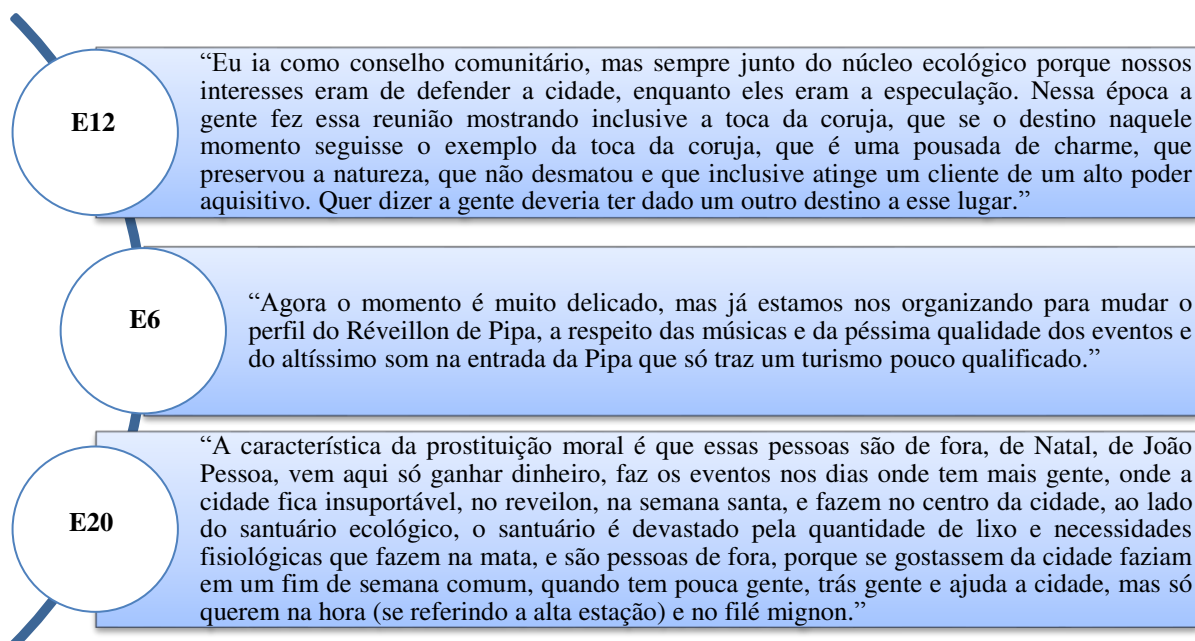 E12
“Eu ia como conselho comunitário, mas sempre junto do núcleo ecológico porque nossos
interesses eram de defender a cidade, enquanto eles eram a especulação. Nessa época a
gente fez essa reunião mostrando inclusive a toca da coruja, que se o destino naquele
momento seguisse o exemplo da toca da coruja, que é uma pousada de charme, que
preservou a natureza, que não desmatou e que inclusive atinge um cliente de um alto poder
aquisitivo. Quer dizer a gente deveria ter dado um outro destino a esse lugar.”
E6
“Agora o momento é muito delicado, mas já estamos nos organizando para mudar o
perfil do Réveillon de Pipa, a respeito das músicas e da péssima qualidade dos eventos e
do altíssimo som na entrada da Pipa que só traz um turismo pouco qualificado.”
E20
“A característica da prostituição moral é que essas pessoas são de fora, de Natal, de João
Pessoa, vem aqui só ganhar dinheiro, faz os eventos nos dias onde tem mais gente, onde a
cidade fica insuportável, no reveilon, na semana santa, e fazem no centro da cidade, ao lado
do santuário ecológico, o santuário é devastado pela quantidade de lixo e necessidades
fisiológicas que fazem na mata, e são pessoas de fora, porque se gostassem da cidade faziam
em um fim de semana comum, quando tem pouca gente, trás gente e ajuda a cidade, mas só
querem na hora (se referindo a alta estação) e no filé mignon.”